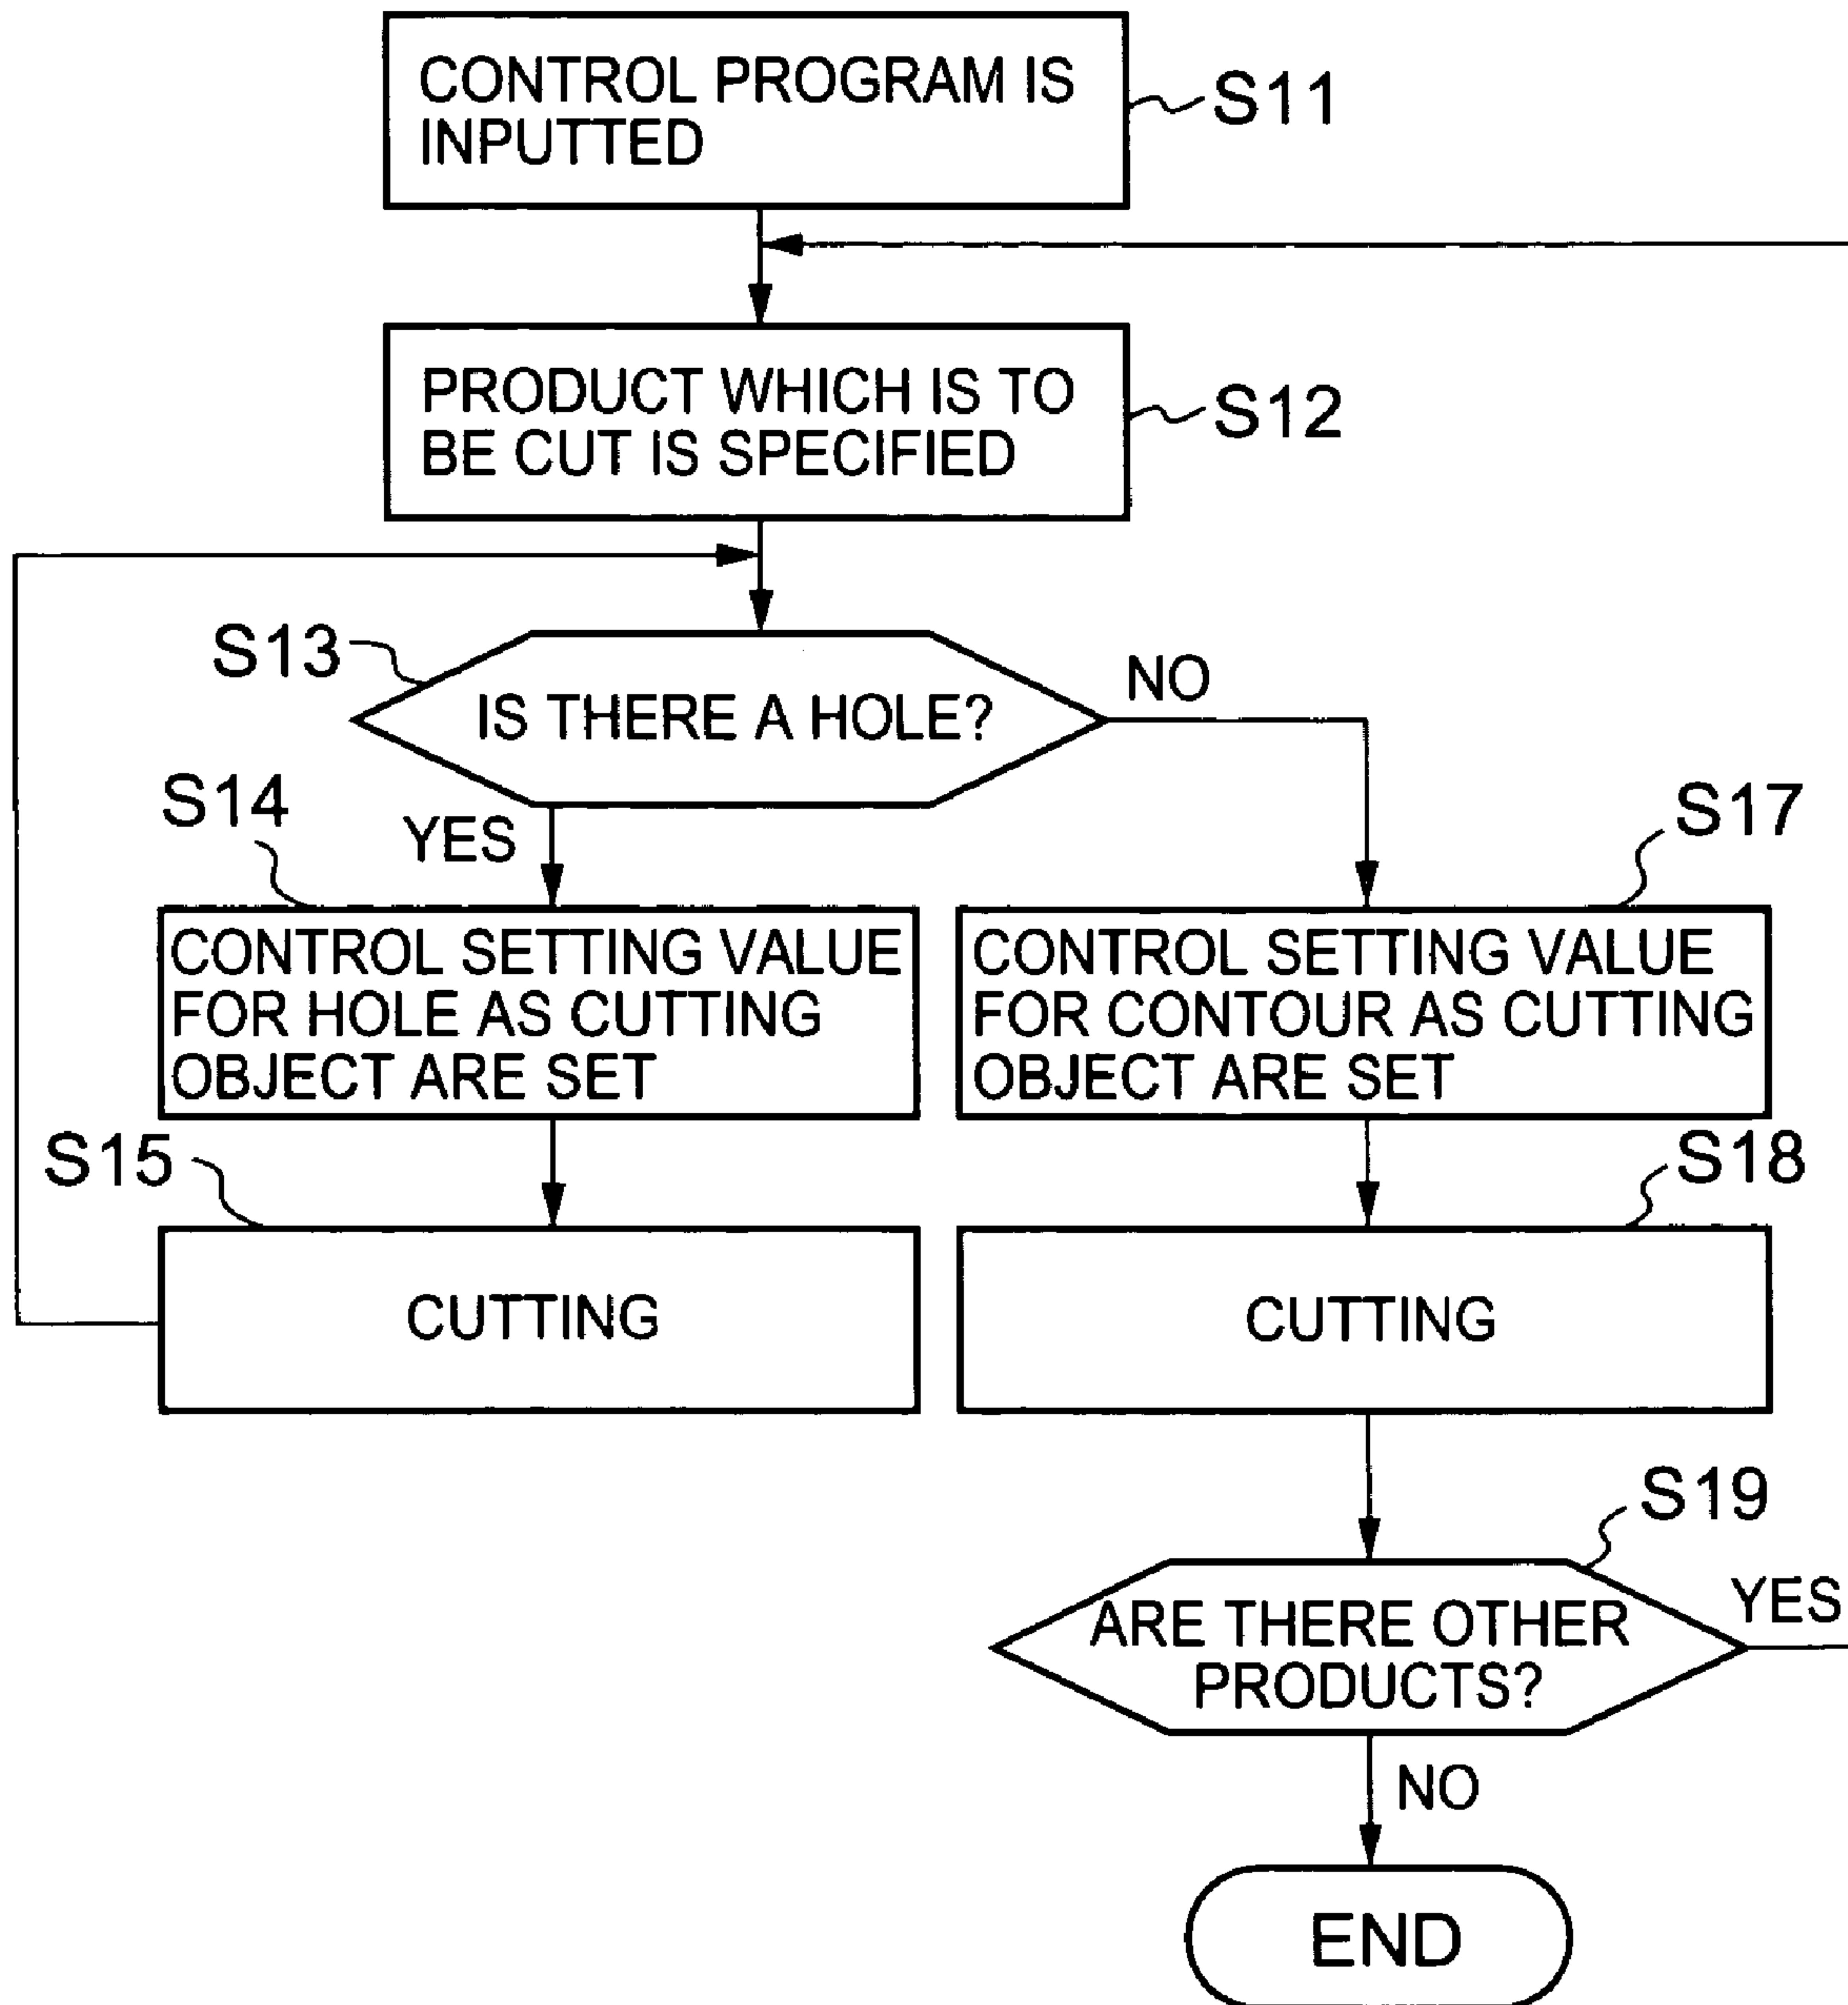 CONTROL PROGRAM IS
INPUTTED
S11
PRODUCT WHICH IS TO
BE CUT IS SPECIFIED
S12
S13
IS THERE A HOLE?
NO
S14
YES
S17
CONTROL SETTING VALUE
FOR HOLE AS CUTTING
OBJECT ARE SET
CONTROL SETTING VALUE
FOR CONTOUR AS CUTTING
OBJECT ARE SET
S15
S18
CUTTING
CUTTING
S19
ARE THERE OTHER
PRODUCTS?
YES
NO
END